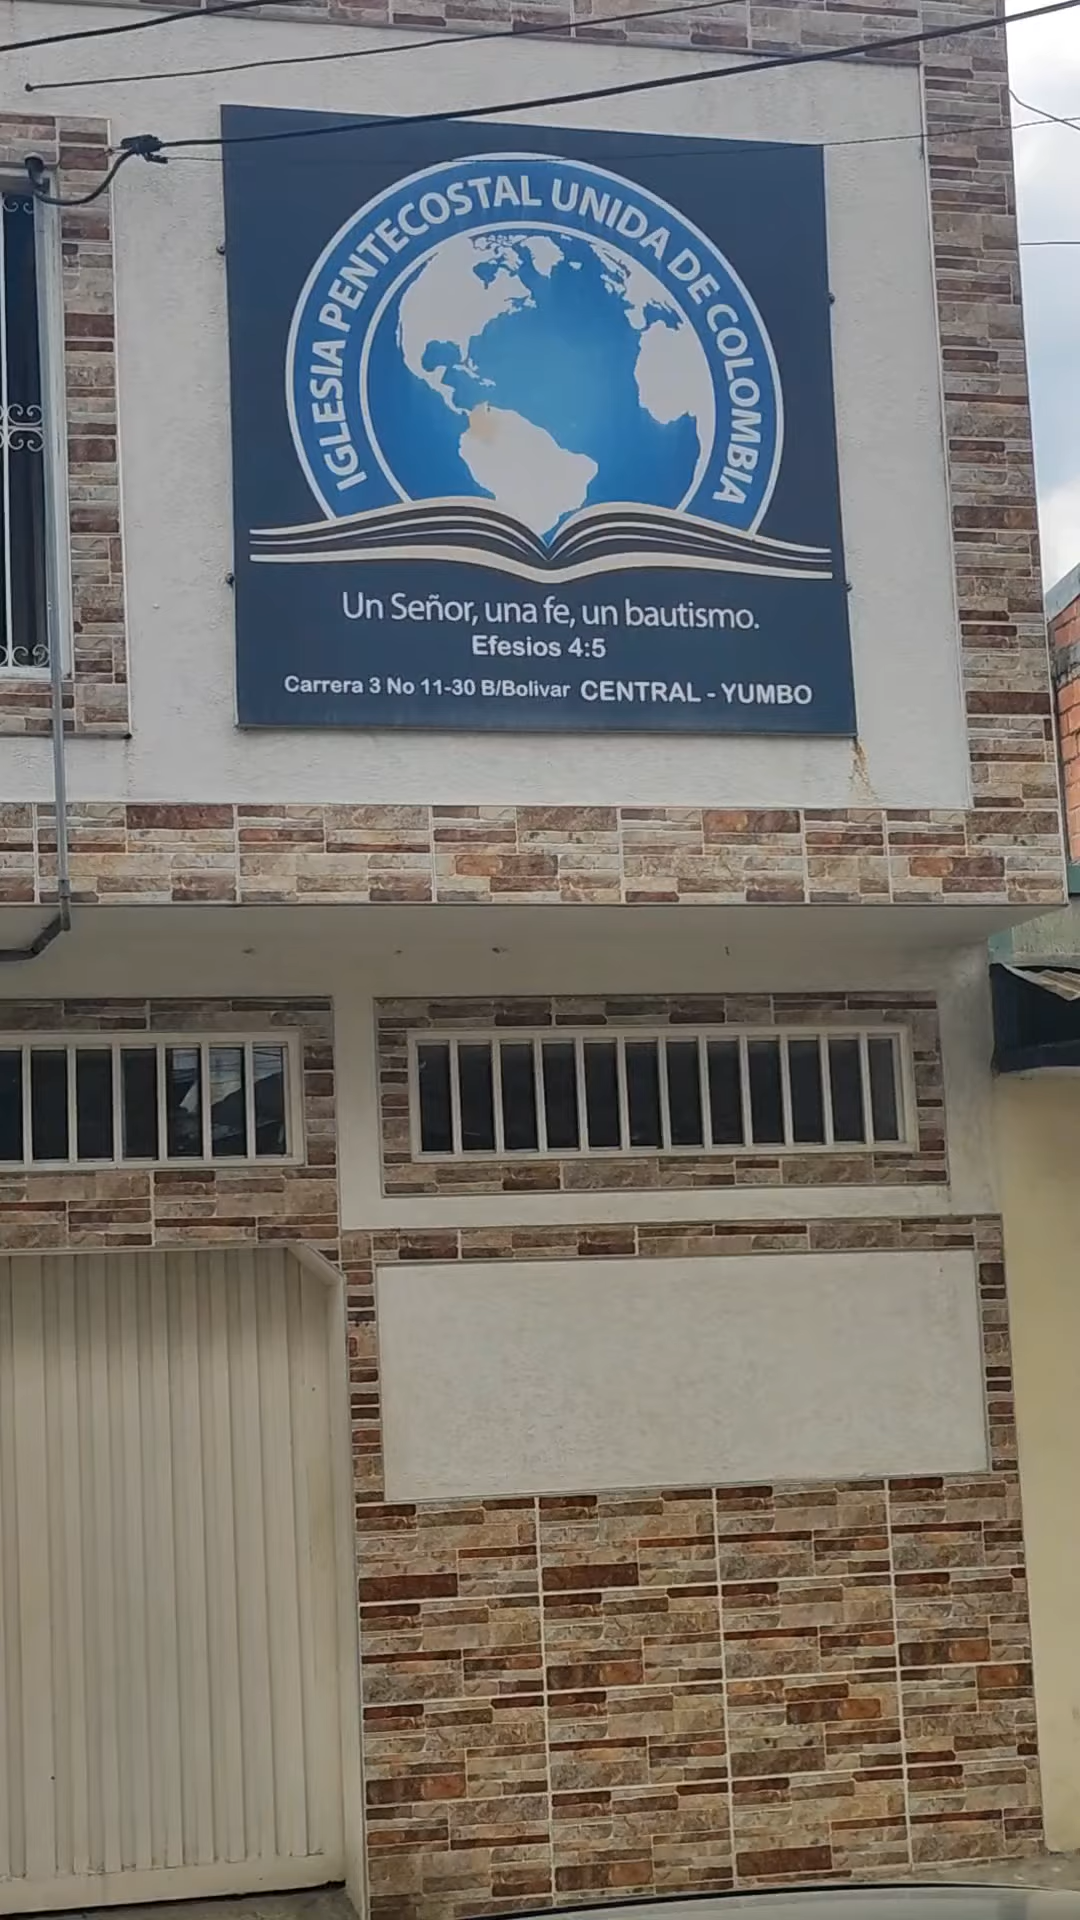 IGLESIA PENTECOSTAL UNIDA DE COLOMBIA
Un Señor, una fe, un bautismo.
Efesios 4:5
Carrera 3 No 11-30 B/Bolivar CENTRAL - YUMBO